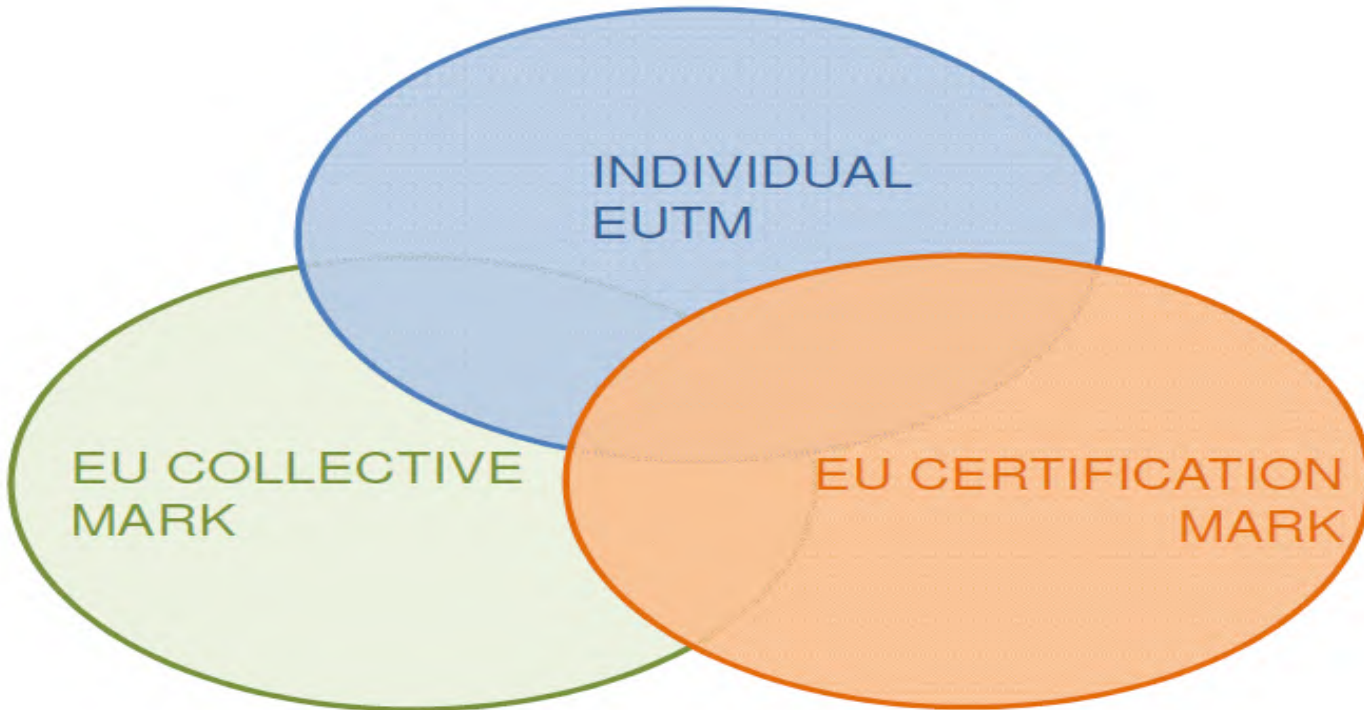 INDIVIDUAL
EUTM
EU COLLECTIVE
MARK
EU CERTIFICATION
MARK